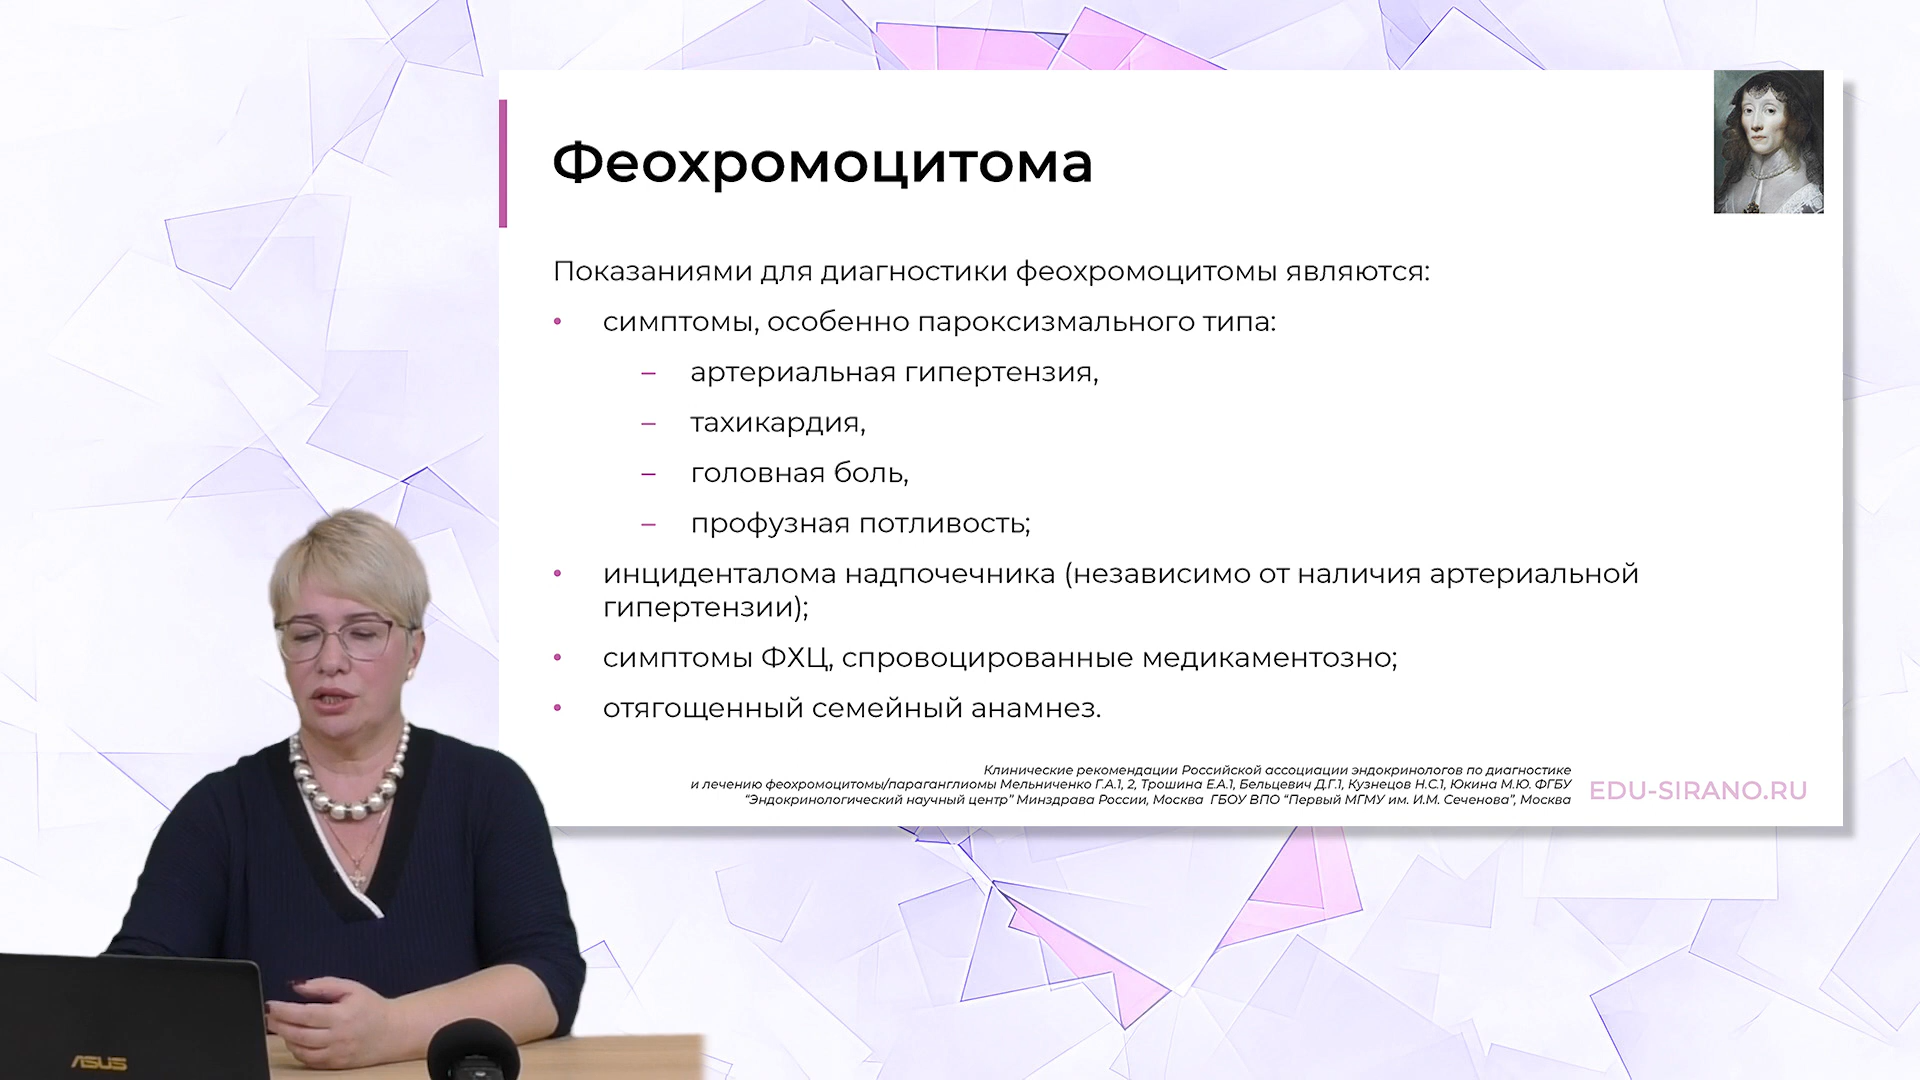 Феохромоцитома
Показаниями для диагностики феохромоцитомы являются:
• симптомы, особенно пароксизмального типа:
– артериальная гипертензия,
– тахикардия,
– головная боль,
– профузная потливость;
• инциденталома надпочечника (независимо от наличия артериальной
гипертензии);
• симптомы ФХЦ, спровоцированные медикаментозно;
• отягощенный семейный анамнез.
Клинические рекомендации Российской ассоциации эндокринологов по диагностике
и лечению феохромоцитомы/параганглиомы Мельниченко Г.А.1, 2, Трошина Е.А.1, Бельцевич Д.Г.1, Кузнецов Н.С.1, Юкина М.Ю. ФГБУ
“Эндокринологический научный центр” Минздрава России, Москва ГБОУ ВПО “Первый МГМУ им. И.М. Сеченова”, Москва
EDU-SIRANO.RU
ASUS